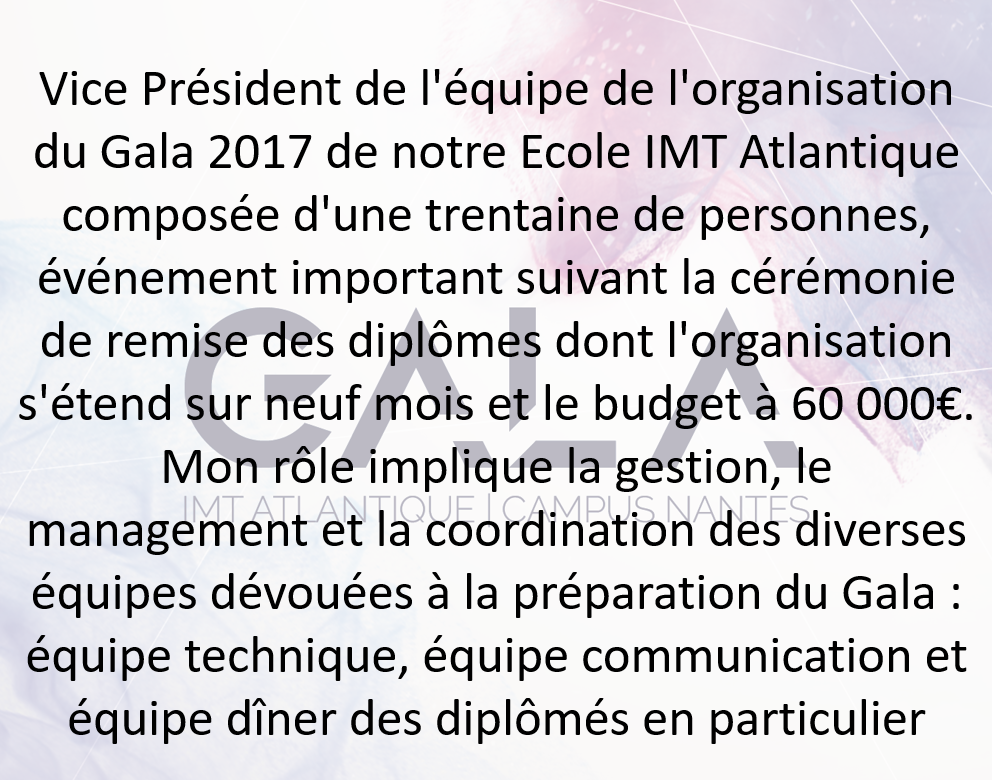 Vice Président de l'équipe de l'organisation
du Gala 2017 de notre Ecole IMT Atlantique
composée d'une trentaine de personnes,
événement important suivant la cérémonie
de remise des diplômes dont l'organisation
s'étend sur neuf mois et le budget à 60 000€.
Mon rôle implique la gestion, le
management et la coordination des diverses
équipes dévouées à la préparation du Gala :
équipe technique, équipe communication et
équipe dîner des diplômés en particulier
GALA
IMT ATLANTIQUE | CAMPUS NANTES